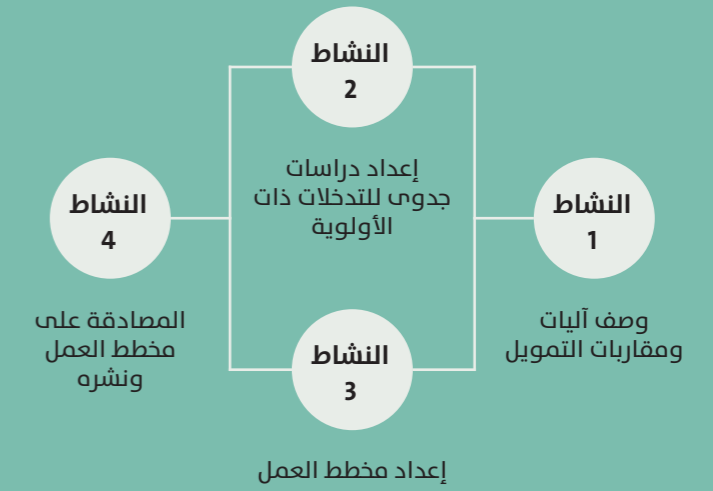 النشاط
1
وصف آليات
ومقاربات التمويل
النشاط
2
إعداد دراسات
جدوى للتدخلات ذات
الأولوية
النشاط
3
إعداد مخطط العمل
النشاط
4
المصادقة على
مخطط العمل
ونشره